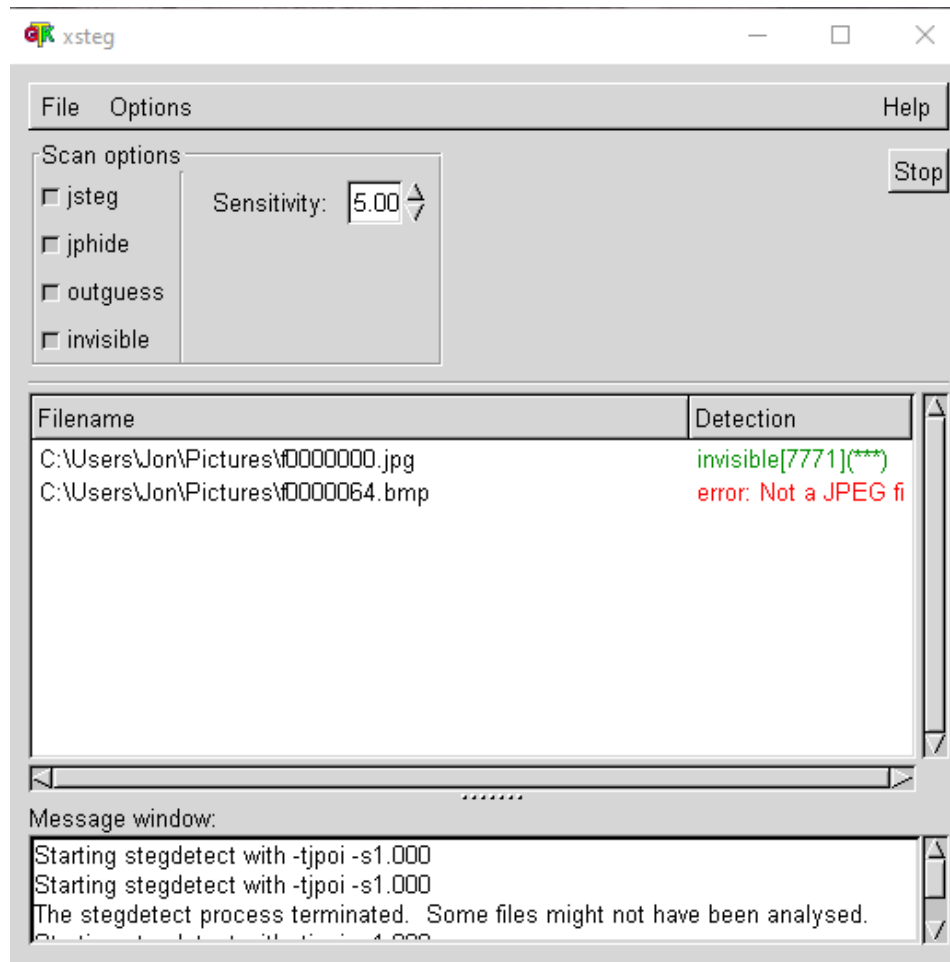 xsteg
File Options Help
Scan options
Stop
jsteg
Sensitivity: 5.00
jphide
outguess
invisible
Filename Detection
C:\Users\Jon\Pictures\f0000000.jpg invisible[7771](***)
C:\Users\Jon\Pictures\f0000064.bmp error: Not a JPEG fi
Message window:
Starting stegdetect with -tjpoi -s1.000
Starting stegdetect with -tjpoi -s1.000
The stegdetect process terminated. Some files might not have been analysed.